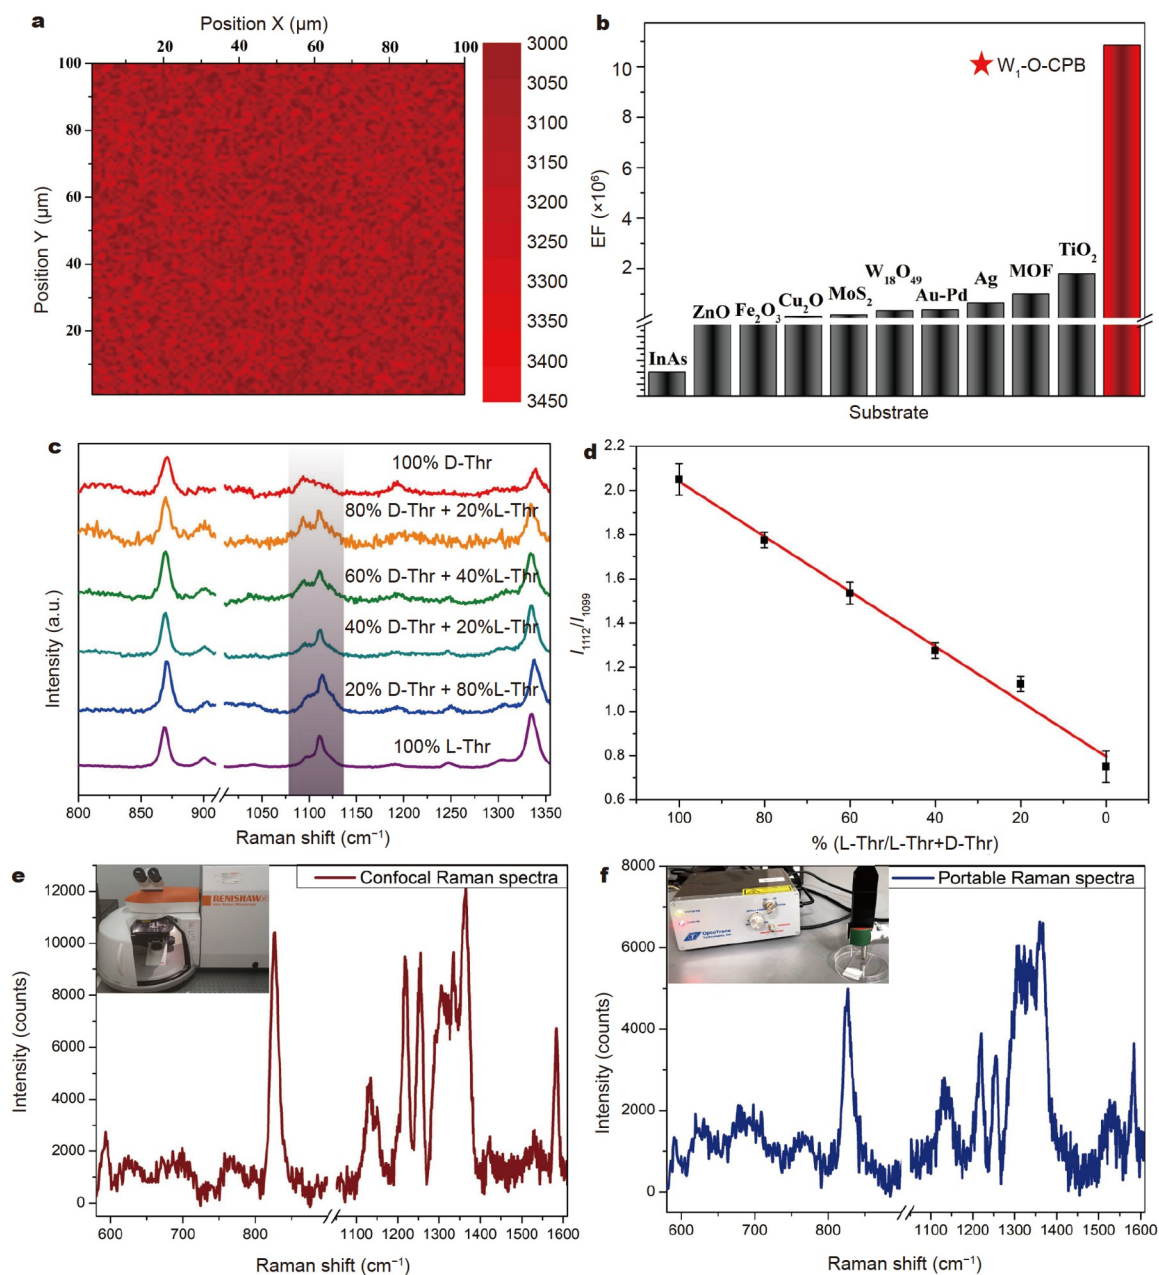 a
Position X (µm)
20 40 60 80 100
100
80
60
40
20
Position Y (µm)
3000
3050
3100
3150
3200
3250
3300
3350
3400
3450
b
W1-O-CPB
10
8
6
4
2
EF (×10⁶)
InAs
ZnO
Fe2O3
Cu2O
MoS2
W18O49
Au-Pd
Ag
MOF
TiO2
Substrate
c
100% D-Thr
80% D-Thr + 20%L-Thr
60% D-Thr + 40%L-Thr
40% D-Thr + 20%L-Thr
20% D-Thr + 80%L-Thr
100% L-Thr
Intensity (a.u.)
800 850 900 1050 1100 1150 1200 1250 1300 1350
Raman shift (cm⁻¹)
d
2.2
2.0
1.8
1.6
1.4
1.2
1.0
0.8
0.6
I1112/I1099
100 80 60 40 20 0
% (L-Thr/L-Thr+D-Thr)
e
Confocal Raman spectra
RENISHAW
12000
10000
8000
6000
4000
2000
0
Intensity (counts)
600 700 800 1100 1200 1300 1400 1500 1600
Raman shift (cm⁻¹)
f
Portable Raman spectra
OptoTrace
8000
6000
4000
2000
0
Intensity (counts)
600 700 800 1100 1200 1300 1400 1500 1600
Raman shift (cm⁻¹)